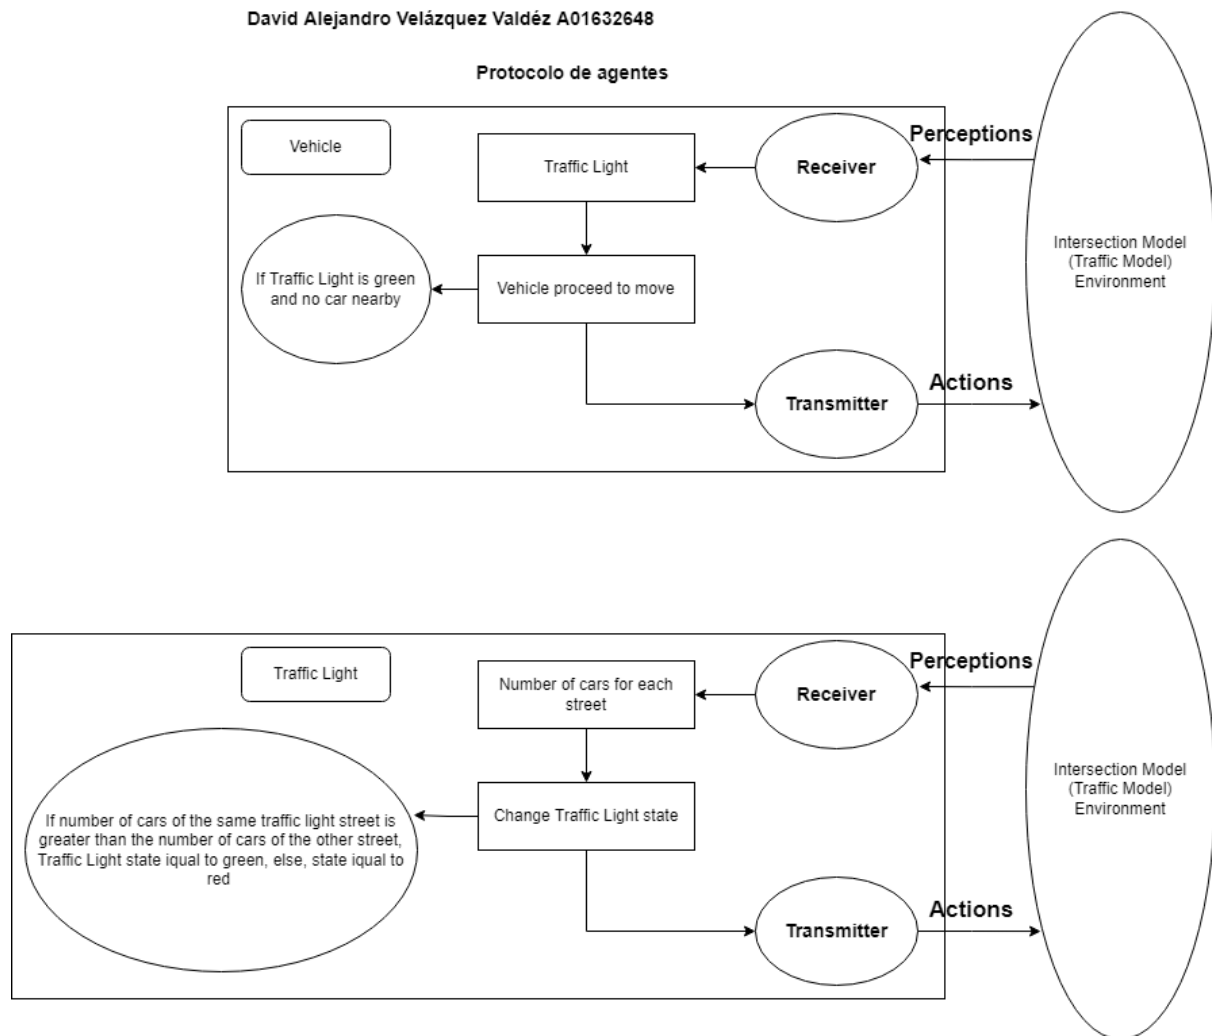 David Alejandro Velázquez Valdéz A01632648
Protocolo de agentes
Vehicle
Traffic Light
Receiver
Perceptions
If Traffic Light is green
and no car nearby
Vehicle proceed to move
Intersection Model
(Traffic Model)
Environment
Transmitter
Actions
Traffic Light
Number of cars for each
street
Receiver
Perceptions
If number of cars of the same traffic light street is
greater than the number of cars of the other street,
Traffic Light state iqual to green, else, state iqual to
red
Change Traffic Light state
Intersection Model
(Traffic Model)
Environment
Transmitter
Actions